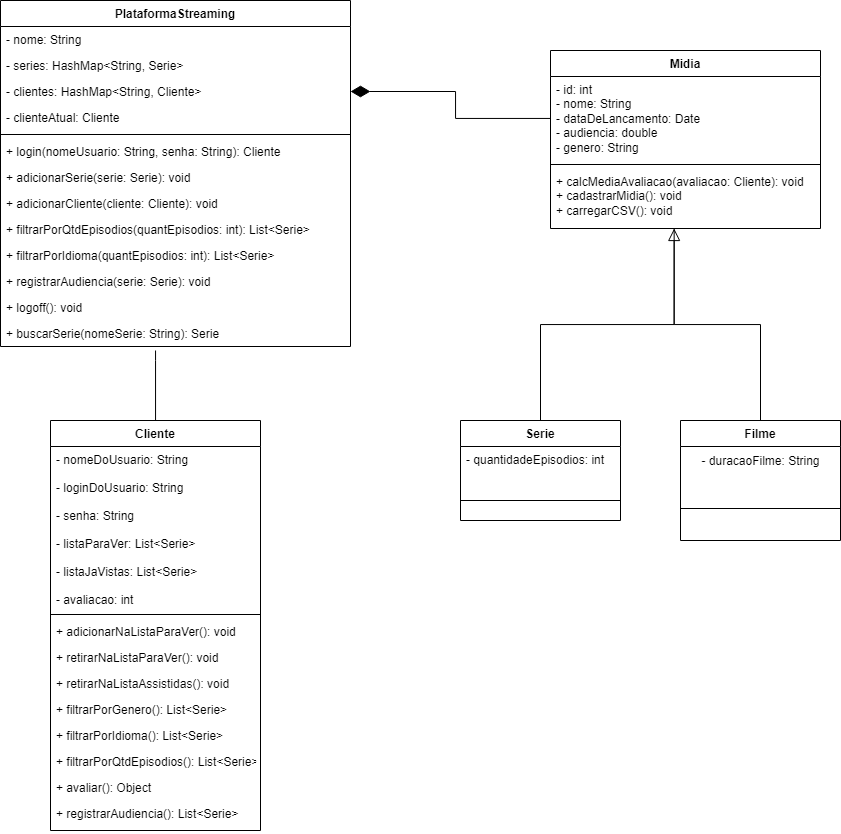 PlataformaStreaming
- nome: String
- series: HashMap<String, Serie>
- clientes: HashMap<String, Cliente>
- clienteAtual: Cliente
+ login(nomeUsuario: String, senha: String): Cliente
+ adicionarSerie(serie: Serie): void
+ adicionarCliente(cliente: Cliente): void
+ filtrarPorQtdEpisodios(quantEpisodios: int): List<Serie>
+ filtrarPorIdioma(quantEpisodios: int): List<Serie>
+ registrarAudiencia(serie: Serie): void
+ logoff(): void
+ buscarSerie(nomeSerie: String): Serie
Midia
- id: int
- nome: String
- dataDeLancamento: Date
- audiencia: double
- genero: String
+ calcMediaAvaliacao(avaliacao: Cliente): void
+ cadastrarMidia(): void
+ carregarCSV(): void
Cliente
- nomeDoUsuario: String
- loginDoUsuario: String
- senha: String
- listaParaVer: List<Serie>
- listaJaVistas: List<Serie>
- avaliacao: int
+ adicionarNaListaParaVer(): void
+ retirarNaListaParaVer(): void
+ retirarNaListaAssistidas(): void
+ filtrarPorGenero(): List<Serie>
+ filtrarPorIdioma(): List<Serie>
+ filtrarPorQtdEpisodios(): List<Serie>
+ avaliar(): Object
+ registrarAudiencia(): List<Serie>
Serie
- quantidadeEpisodios: int
Filme
- duracaoFilme: String